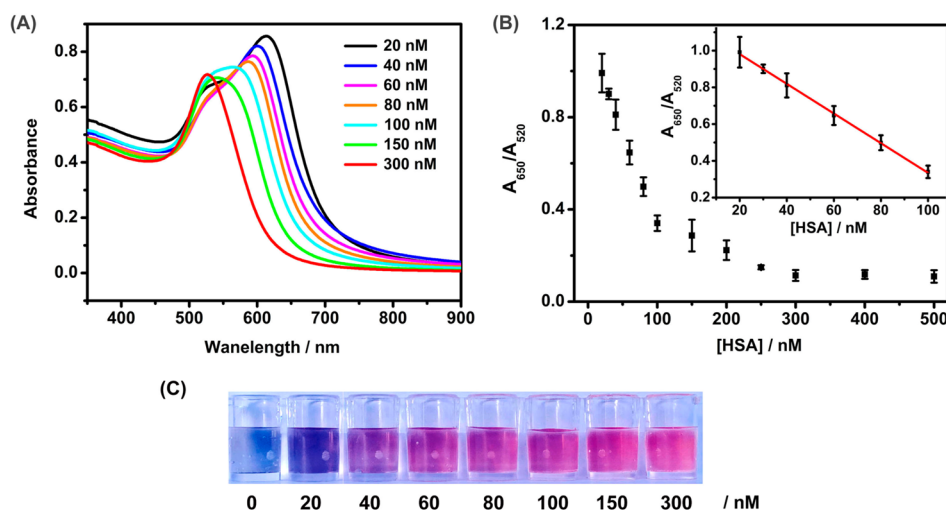 (A)
0.8
0.6
0.4
0.2
0.0
Absorbance
400 500 600 700 800 900
Wanelength / nm
20 nM
40 nM
60 nM
80 nM
100 nM
150 nM
300 nM
(B)
1.2
0.8
0.4
0.0
A650/A520
0 100 200 300 400 500
[HSA] / nM
1.0
0.8
0.6
0.4
0.2
A650/A520
20 40 60 80 100
[HSA] / nM
(C)
0 20 40 60 80 100 150 300 / nM